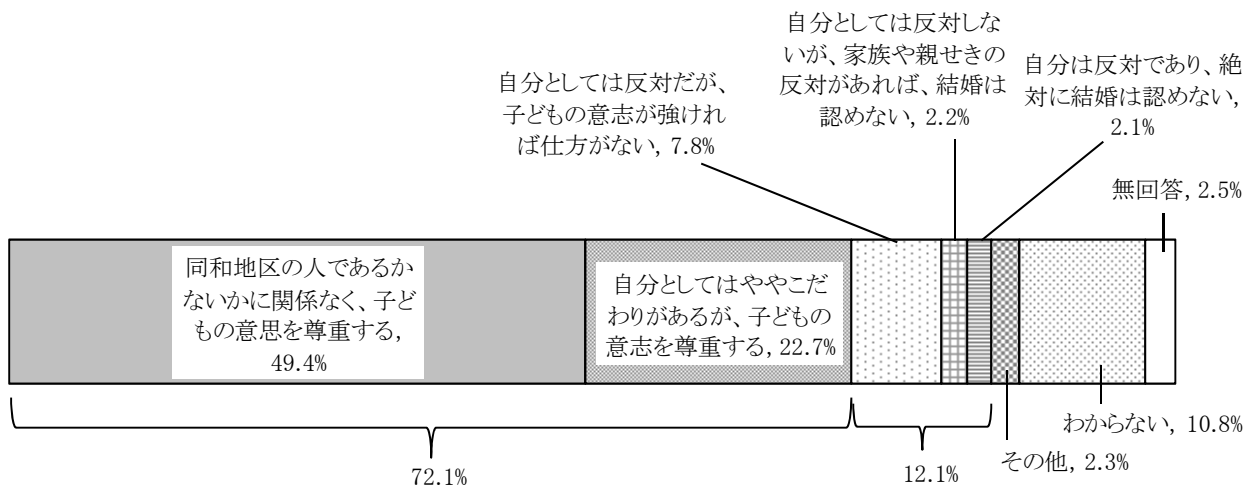 自分としては反対だが、
子どもの意志が強けれ
ば仕方がない, 7.8%
自分としては反対しな
いが、家族や親せきの
反対があれば、結婚は
認めない, 2.2%
自分は反対であり、絶
対に結婚は認めない,
2.1%
無回答, 2.5%
同和地区の人であるか
ないかに関係なく、子ど
もの意思を尊重する,
49.4%
自分としてはややこだ
わりがあるが、子どもの
意志を尊重する, 22.7%
わからない, 10.8%
その他, 2.3%
72.1%
12.1%